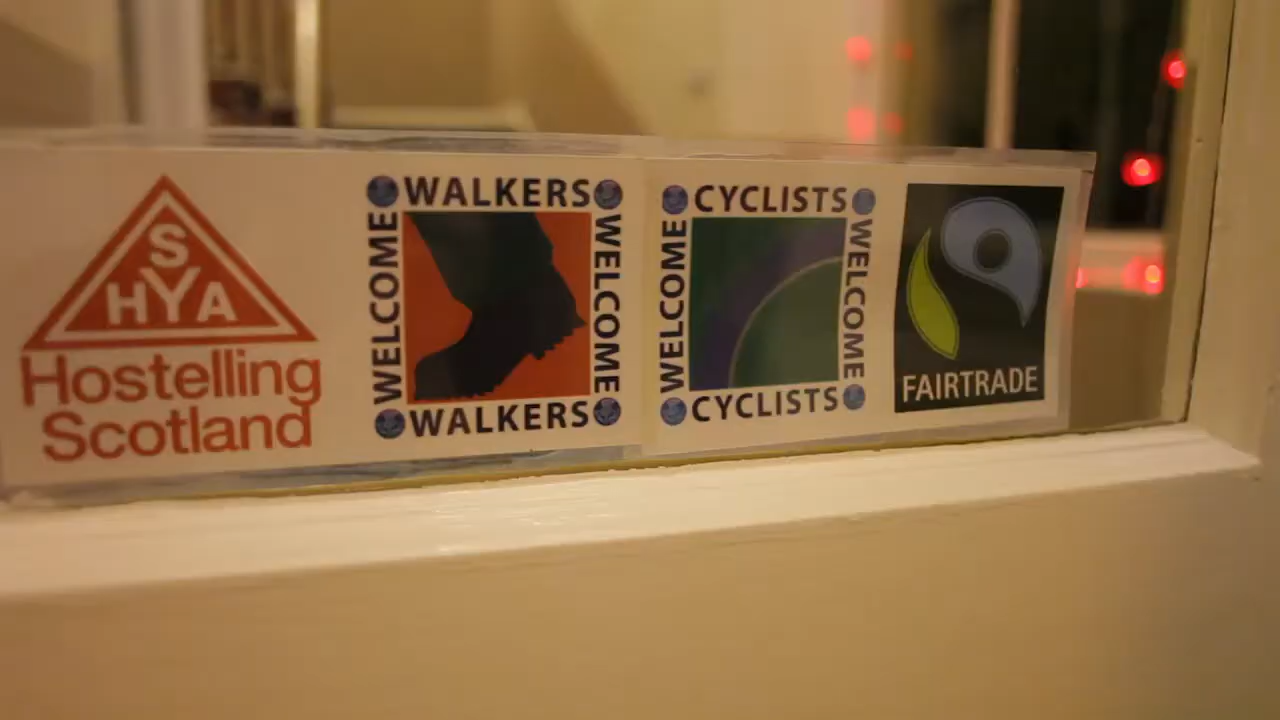 S
HYA
Hostelling
Scotland
WALKERS
WELCOME
WELCOME
WALKERS
CYCLISTS
WELCOME
WELCOME
CYCLISTS
FAIRTRADE